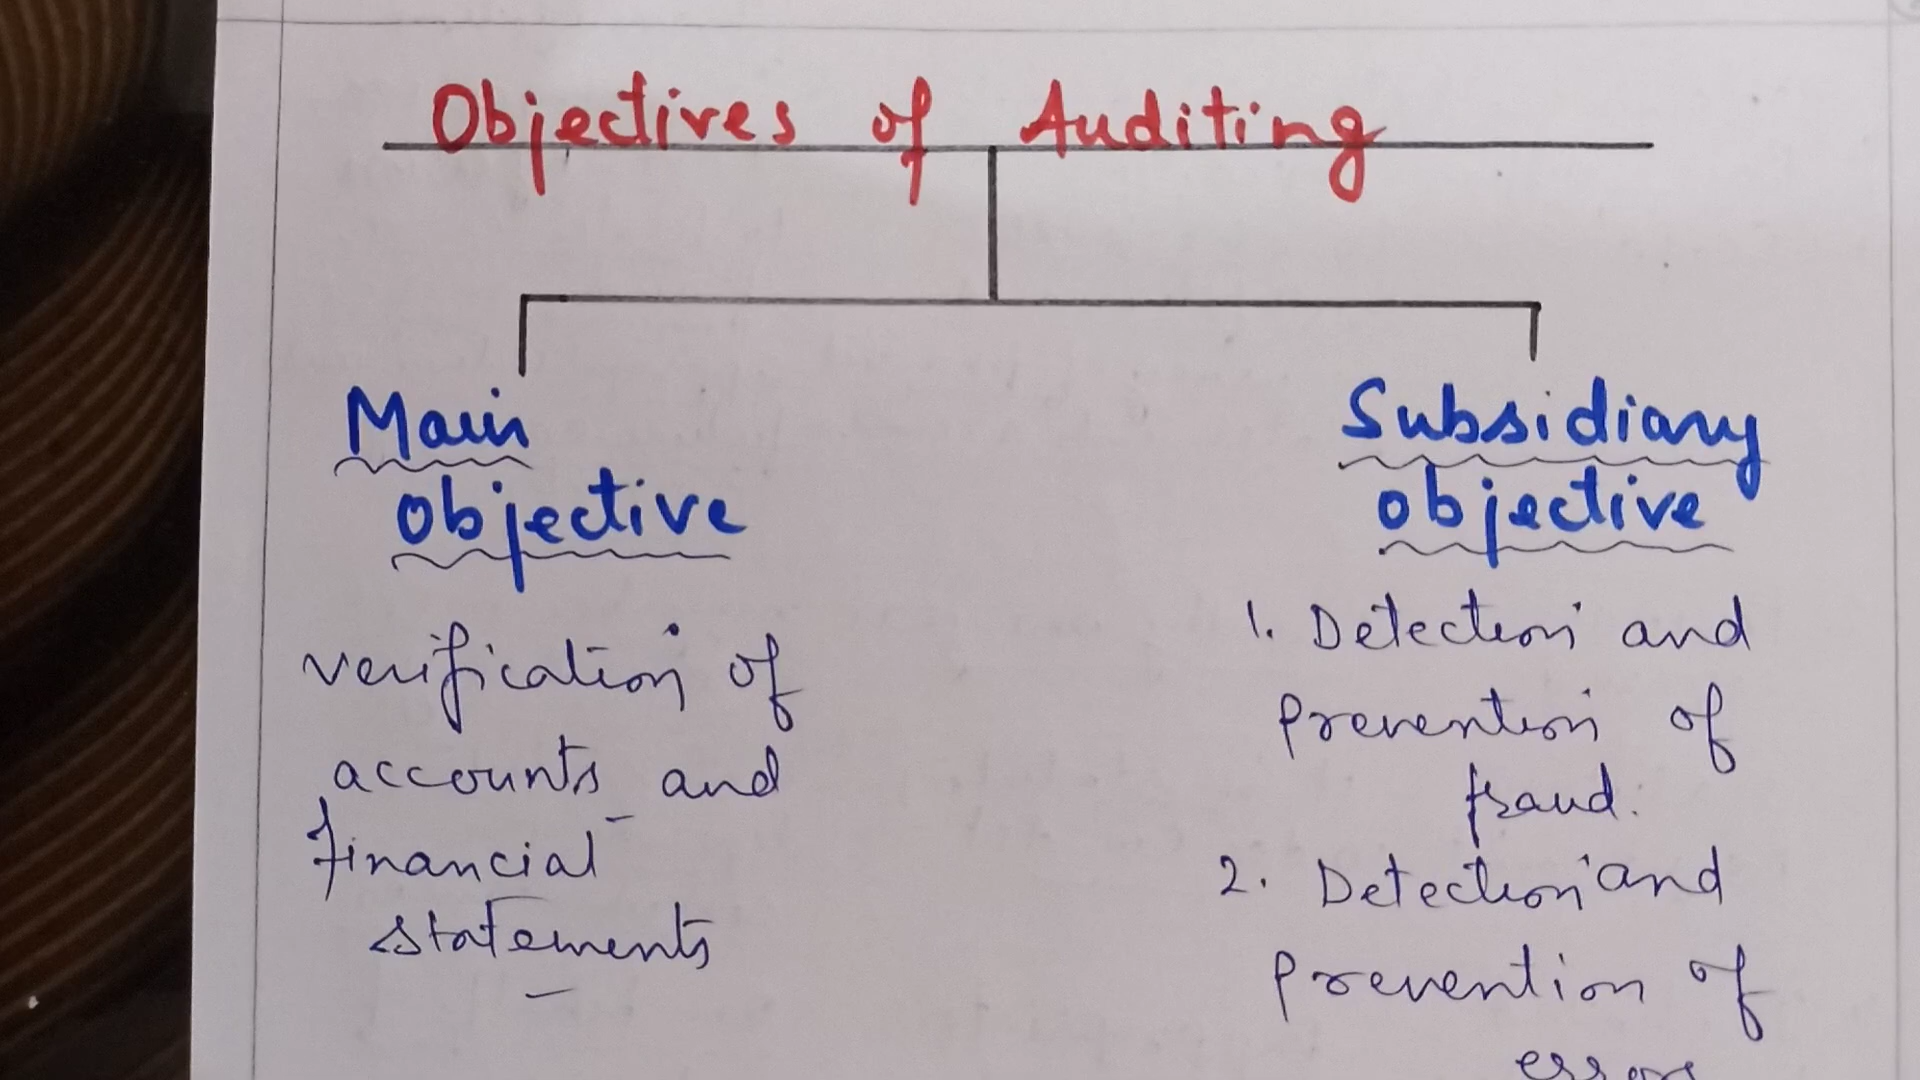 Objectives of Auditing
Main
objective
verification of
accounts and
financial
statements
Subsidiary
objective
1. Detection and
prevention of
fraud.
2. Detection and
prevention of